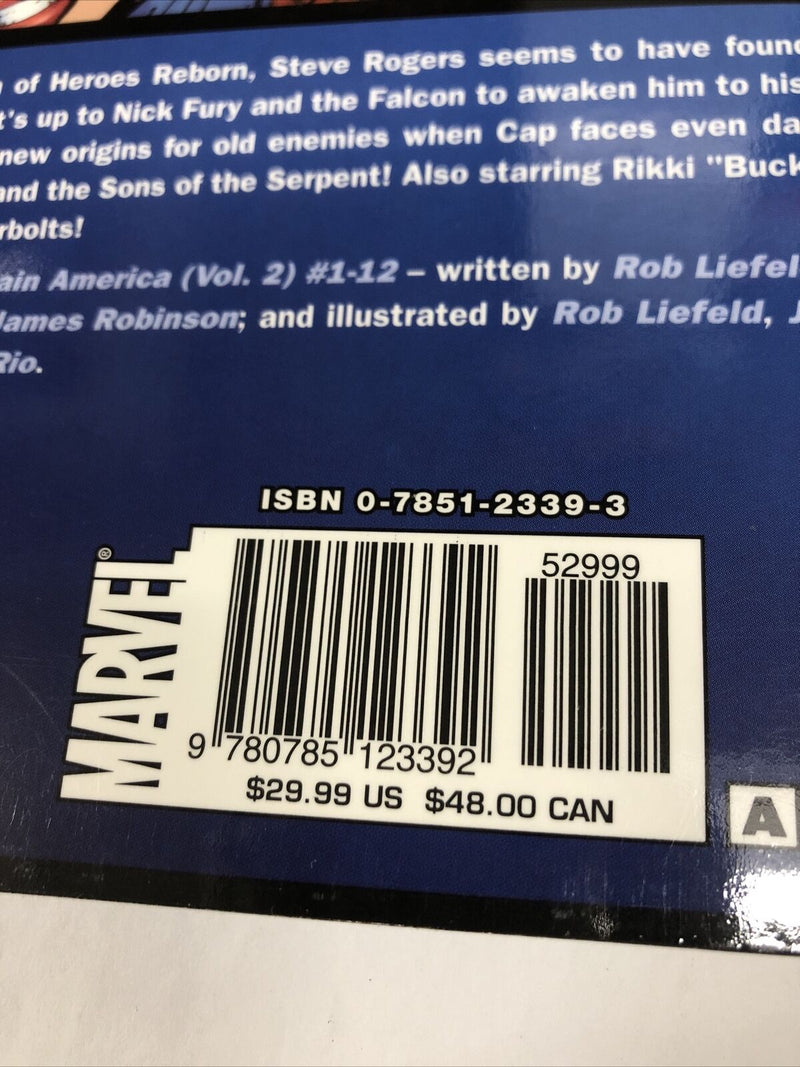 of Heroes Reborn, Steve Rogers seems to have found
t's up to Nick Fury and the Falcon to awaken him to his
new origins for old enemies when Cap faces even da
and the Sons of the Serpent! Also starring Rikki "Buck
rbolts!
ain America (Vol. 2) #1-12 – written by Rob Liefel
James Robinson; and illustrated by Rob Liefeld, J
Rio.
ISBN 0-7851-2339-3
MARVEL®
52999
9 780785 123392
$29.99 US $48.00 CAN
A